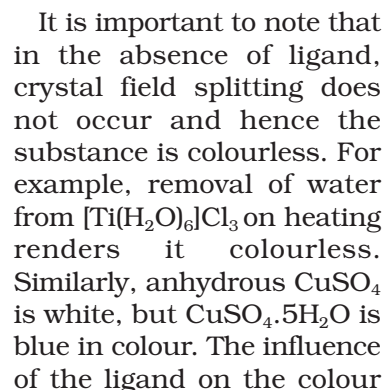 It is important to note that
in the absence of ligand,
crystal field splitting does
not occur and hence the
substance is colourless. For
example, removal of water
from [Ti(H₂O)₆]Cl₃ on heating
renders it colourless.
Similarly, anhydrous CuSO₄
is white, but CuSO₄.5H₂O is
blue in colour. The influence
of the ligand on the colour